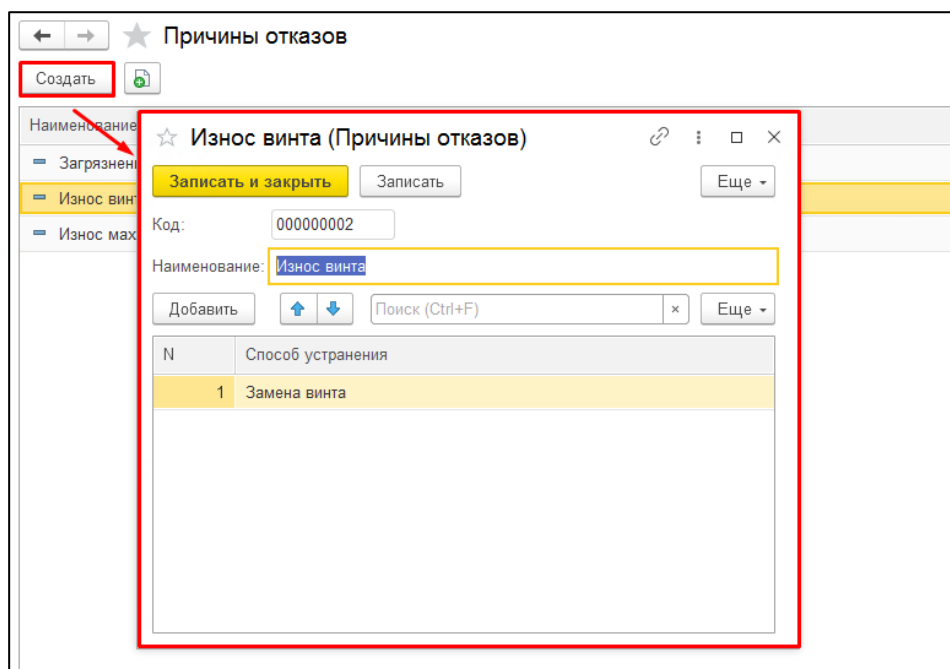 Причины отказов
Создать
Наименование
Износ винта (Причины отказов)
Записать и закрыть Записать Еще
Код: 000000002
Наименование: Износ винта
Добавить Поиск (Ctrl+F) × Еще
N Способ устранения
1 Замена винта
Загрязнен
Износ вин
Износ мах